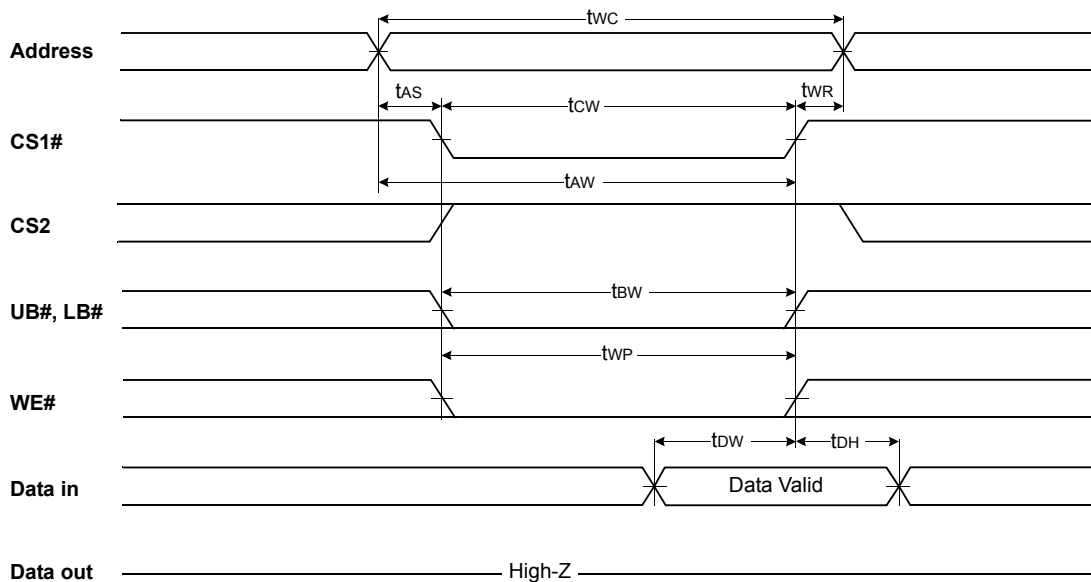 tWC
Address
tAS
tCW
tWR
CS1#
tAW
CS2
tBW
UB#, LB#
tWP
WE#
tDW
tDH
Data in
Data Valid
Data out
High-Z